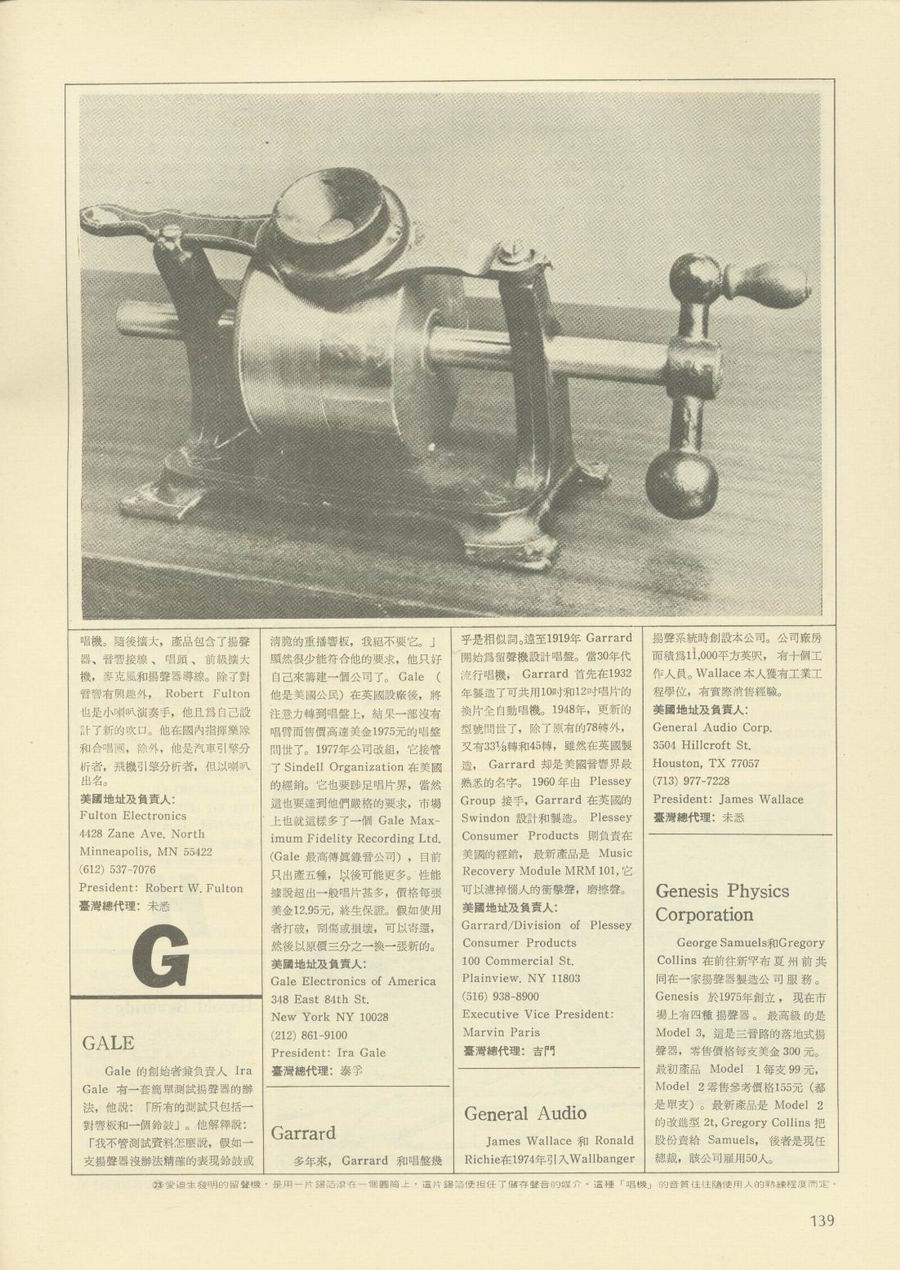 唱機。隨後擴大，產品包含了揚聲
器、音響接線、唱頭、前級擴大
機，麥克風和揚聲器導線。除了對
音響有興趣外， Robert Fulton
也是小喇叭演奏手，他且爲自己設
計了新的吹口。他在國內指揮樂隊
和合唱團，除外，他是汽車引擎分
析者，飛機引擎分析者，但以喇叭
出名。
美國地址及負責人：
Fulton Electronics
4428 Zane Ave. North
Minneapolis, MN 55422
(612) 537-7076
President: Robert W. Fulton
臺灣總代理：未悉
G
GALE
Gale 的創始者兼負責人 Ira
Gale 有一套簡單測試揚聲器的辦
法，他說：「所有的測試只包括一
對響板和一個鈴鼓」。他解釋說：
「我不管測試資料怎麼說，假如一
支揚聲器沒辦法精確的表現鈴鼓或
清脆的重播響板，我絕不要它。」
顯然很少能符合他的要求，他只好
自己來籌建一個公司了。 Gale （
他是美國公民）在英國設廠後，將
注意力轉到唱盤上，結果一部沒有
唱臂而售價高達美金1975元的唱盤
問世了。1977年公司改組，它接管
了 Sindell Organization 在美國
的經銷。它也要踄足唱片界，當然
這也要達到他們嚴格的要求，市場
上也就這樣多了一個 Gale Max-
imum Fidelity Recording Ltd.
(Gale 最高傳眞錄音公司），目前
只出產五種，以後可能更多。性能
據說超出一般唱片甚多，價格每張
美金12.95元，終生保證。假如使用
者打破，刮傷或損壞，可以寄還，
然後以原價三分之一換一張新的。
美國地址及負責人：
Gale Electronics of America
348 East 84th St.
New York NY 10028
(212) 861-9100
President: Ira Gale
臺灣總代理：泰孚
Garrard
多年來， Garrard 和唱盤幾
乎是相似詞。遠至1919年 Garrard
開始爲留聲機設計唱盤。當30年代
流行唱機， Garrard 首先在1932
年製造了可共用10吋和12吋唱片的
換片全自動唱機。1948年，更新的
型號問世了，除了原有的78轉外，
又有33⅓轉和45轉，雖然在英國製
造， Garrard 却是美國音響界最
熟悉的名字。 1960 年由 Plessey
Group 接手，Garrard 在英國的
Swindon 設計和製造。 Plessey
Consumer Products 則負責在
美國的經銷，最新產品是 Music
Recovery Module MRM 101, 它
可以濾掉惱人的衝擊聲，磨擦聲。
美國地址及負責人：
Garrard/Division of Plessey
Consumer Products
100 Commercial St.
Plainview. NY 11803
(516) 938-8900
Executive Vice President:
Marvin Paris
臺灣總代理：吉門
General Audio
James Wallace 和 Ronald
Richie在1974年引入Wallbanger
揚聲系統時創設本公司。公司廠房
面積爲11,000平方英呎，有十個工
作人員。Wallace 本人獲有工業工
程學位，有實際消售經驗。
美國地址及負責人：
General Audio Corp.
3504 Hillcroft St.
Houston, TX 77057
(713) 977-7228
President: James Wallace
臺灣總代理：未悉
Genesis Physics
Corporation
George Samuels和Gregory
Collins 在前往新罕布夏州前共
同在一家揚聲器製造公司服務。
Genesis 於1975年創立，現在市
場上有四種揚聲器。最高級的是
Model 3，這是三音路的落地式揚
聲器，零售價格每支美金 300 元。
最初產品 Model 1 每支 99 元，
Model 2 零售參考價格155元（都
是單支）。最新產品是 Model 2
的改進型 2t, Gregory Collins 把
股份賣給 Samuels， 後者是現任
總裁，該公司雇用50人。
㉓愛迪生發明的留聲機，是用一片錫箔滾在一個圓筒上，這片錫箔便担任了儲存聲音的媒介，這種「唱機」的音質往往隨使用人的熟練程度而定。
139